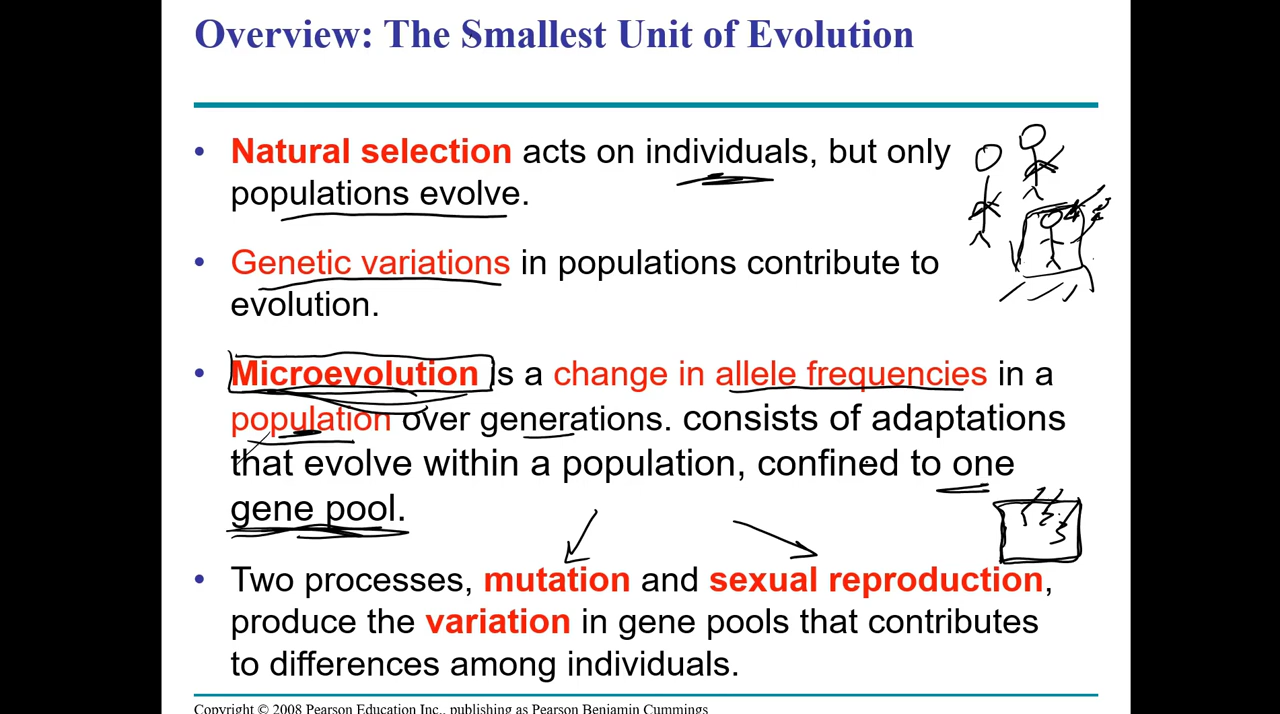 Overview: The Smallest Unit of Evolution
• Natural selection acts on individuals, but only
populations evolve.
• Genetic variations in populations contribute to
evolution.
• Microevolution is a change in allele frequencies in a
population over generations. consists of adaptations
that evolve within a population, confined to one
gene pool.
• Two processes, mutation and sexual reproduction,
produce the variation in gene pools that contributes
to differences among individuals.
Copyright © 2008 Pearson Education Inc., publishing as Pearson Benjamin Cummings